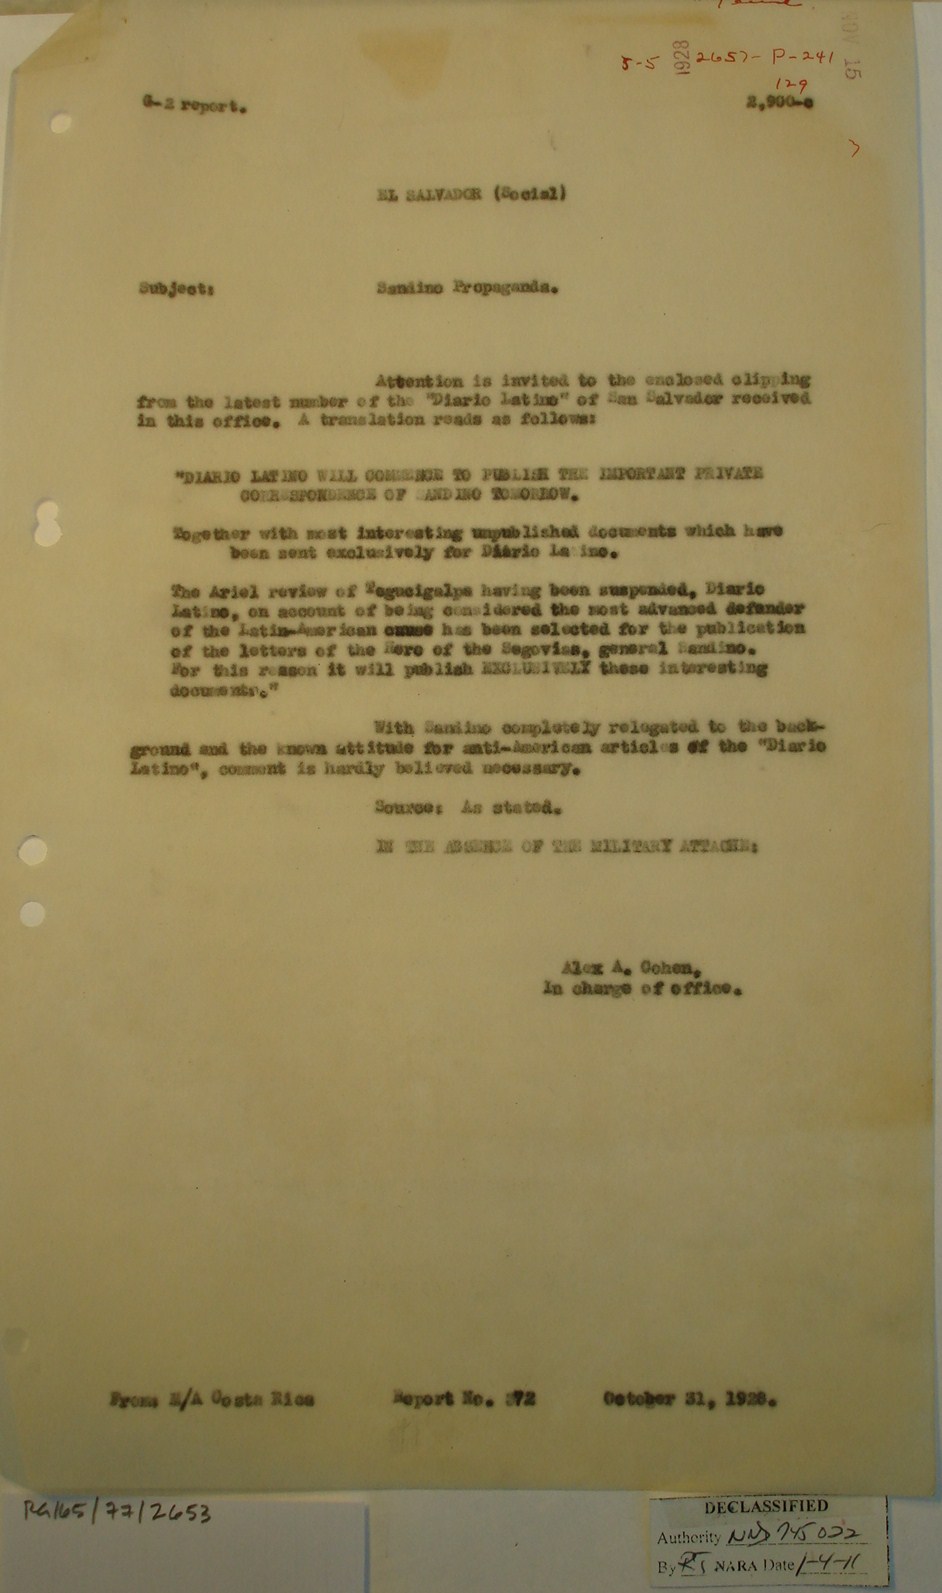 5-5 1928 2657-P-241
NOV 15
129
G-2 report. 2,900-c
EL SALVADOR (Social)
Subject: Sandino Propaganda.
Attention is invited to the enclosed clipping
from the latest number of the "Diario Latino" of San Salvador received
in this office. A translation reads as follows:
"DIARIO LATINO WILL COMMENCE TO PUBLISH THE IMPORTANT PRIVATE
CORRESPONDENCE OF SANDINO TOMORROW.
Together with most interesting unpublished documents which have
been sent exclusively for Diario Latino.
The Ariel review of Tegucigalpa having been suspended, Diario
Latino, on account of being considered the most advanced defender
of the Latin-American cause has been selected for the publication
of the letters of the Hero of the Segovias, general Sandino.
For this reason it will publish EXCLUSIVELY these interesting
documents."
With Sandino completely relegated to the back-
ground and the known attitude for anti-American articles of the "Diario
Latino", comment is hardly believed necessary.
Source: As stated.
IN THE ABSENCE OF THE MILITARY ATTACHE:
Alex A. Cohen,
In charge of office.
From: M/A Costa Rica Report No. 372 October 31, 1928.
RG165/77/2653
DECLASSIFIED
Authority NND 745022
By RJ NARA Date 1-4-11